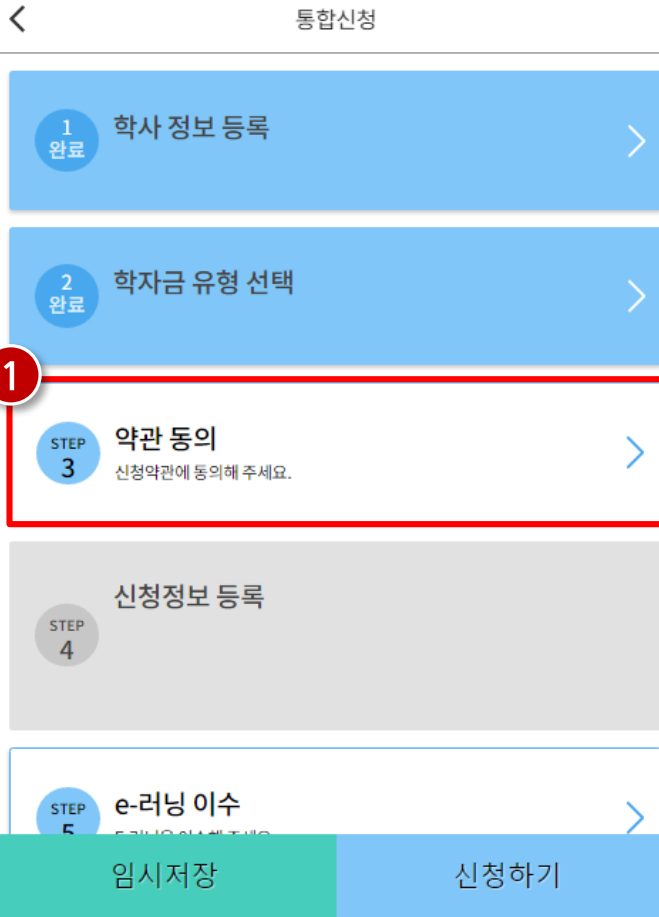 통합신청
1
완료
학사 정보 등록
2
완료
학자금 유형 선택
1
STEP
3
약관 동의
신청약관에 동의해 주세요.
STEP
4
신청정보 등록
STEP
5
e-러닝 이수
임시저장
신청하기